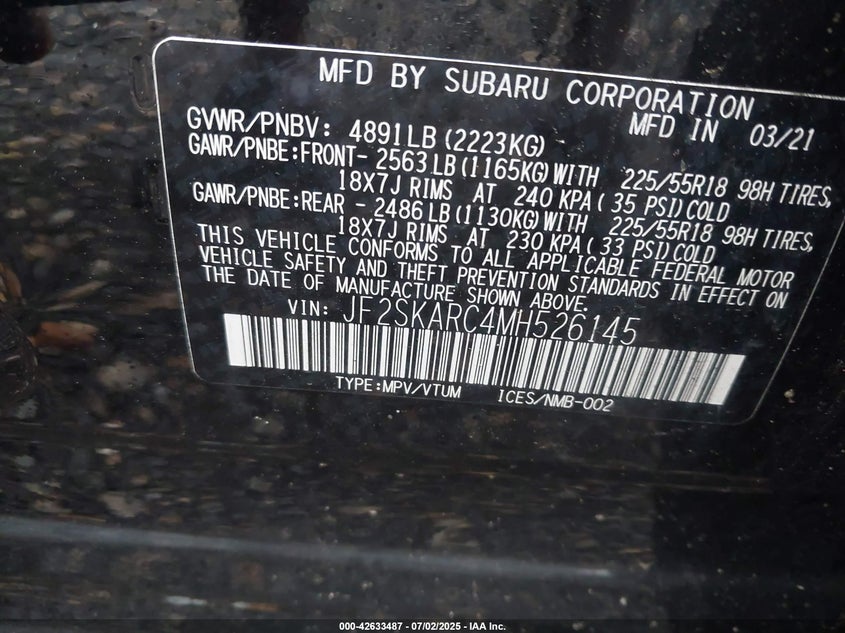 MFD BY SUBARU CORPORATION
MFD IN 03/21
GVWR/PNBV: 4891LB (2223KG)
GAWR/PNBE:FRONT- 2563LB (1165KG) WITH 225/55R18 98H TIRES,
18X7J RIMS AT 240 KPA ( 35 PSI) COLD
GAWR/PNBE:REAR - 2486LB (1130KG) WITH 225/55R18 98H TIRES,
18X7J RIMS AT 230 KPA ( 33 PSI) COLD
THIS VEHICLE CONFORMS TO ALL APPLICABLE FEDERAL MOTOR
VEHICLE SAFETY AND THEFT PREVENTION STANDARDS IN EFFECT ON
THE DATE OF MANUFACTURE SHOWN ABOVE.
VIN: JF2SKARC4MH526145
TYPE:MPV/VTUM ICES/NMB-002
000-42633487 - 07/02/2025 - IAA Inc.